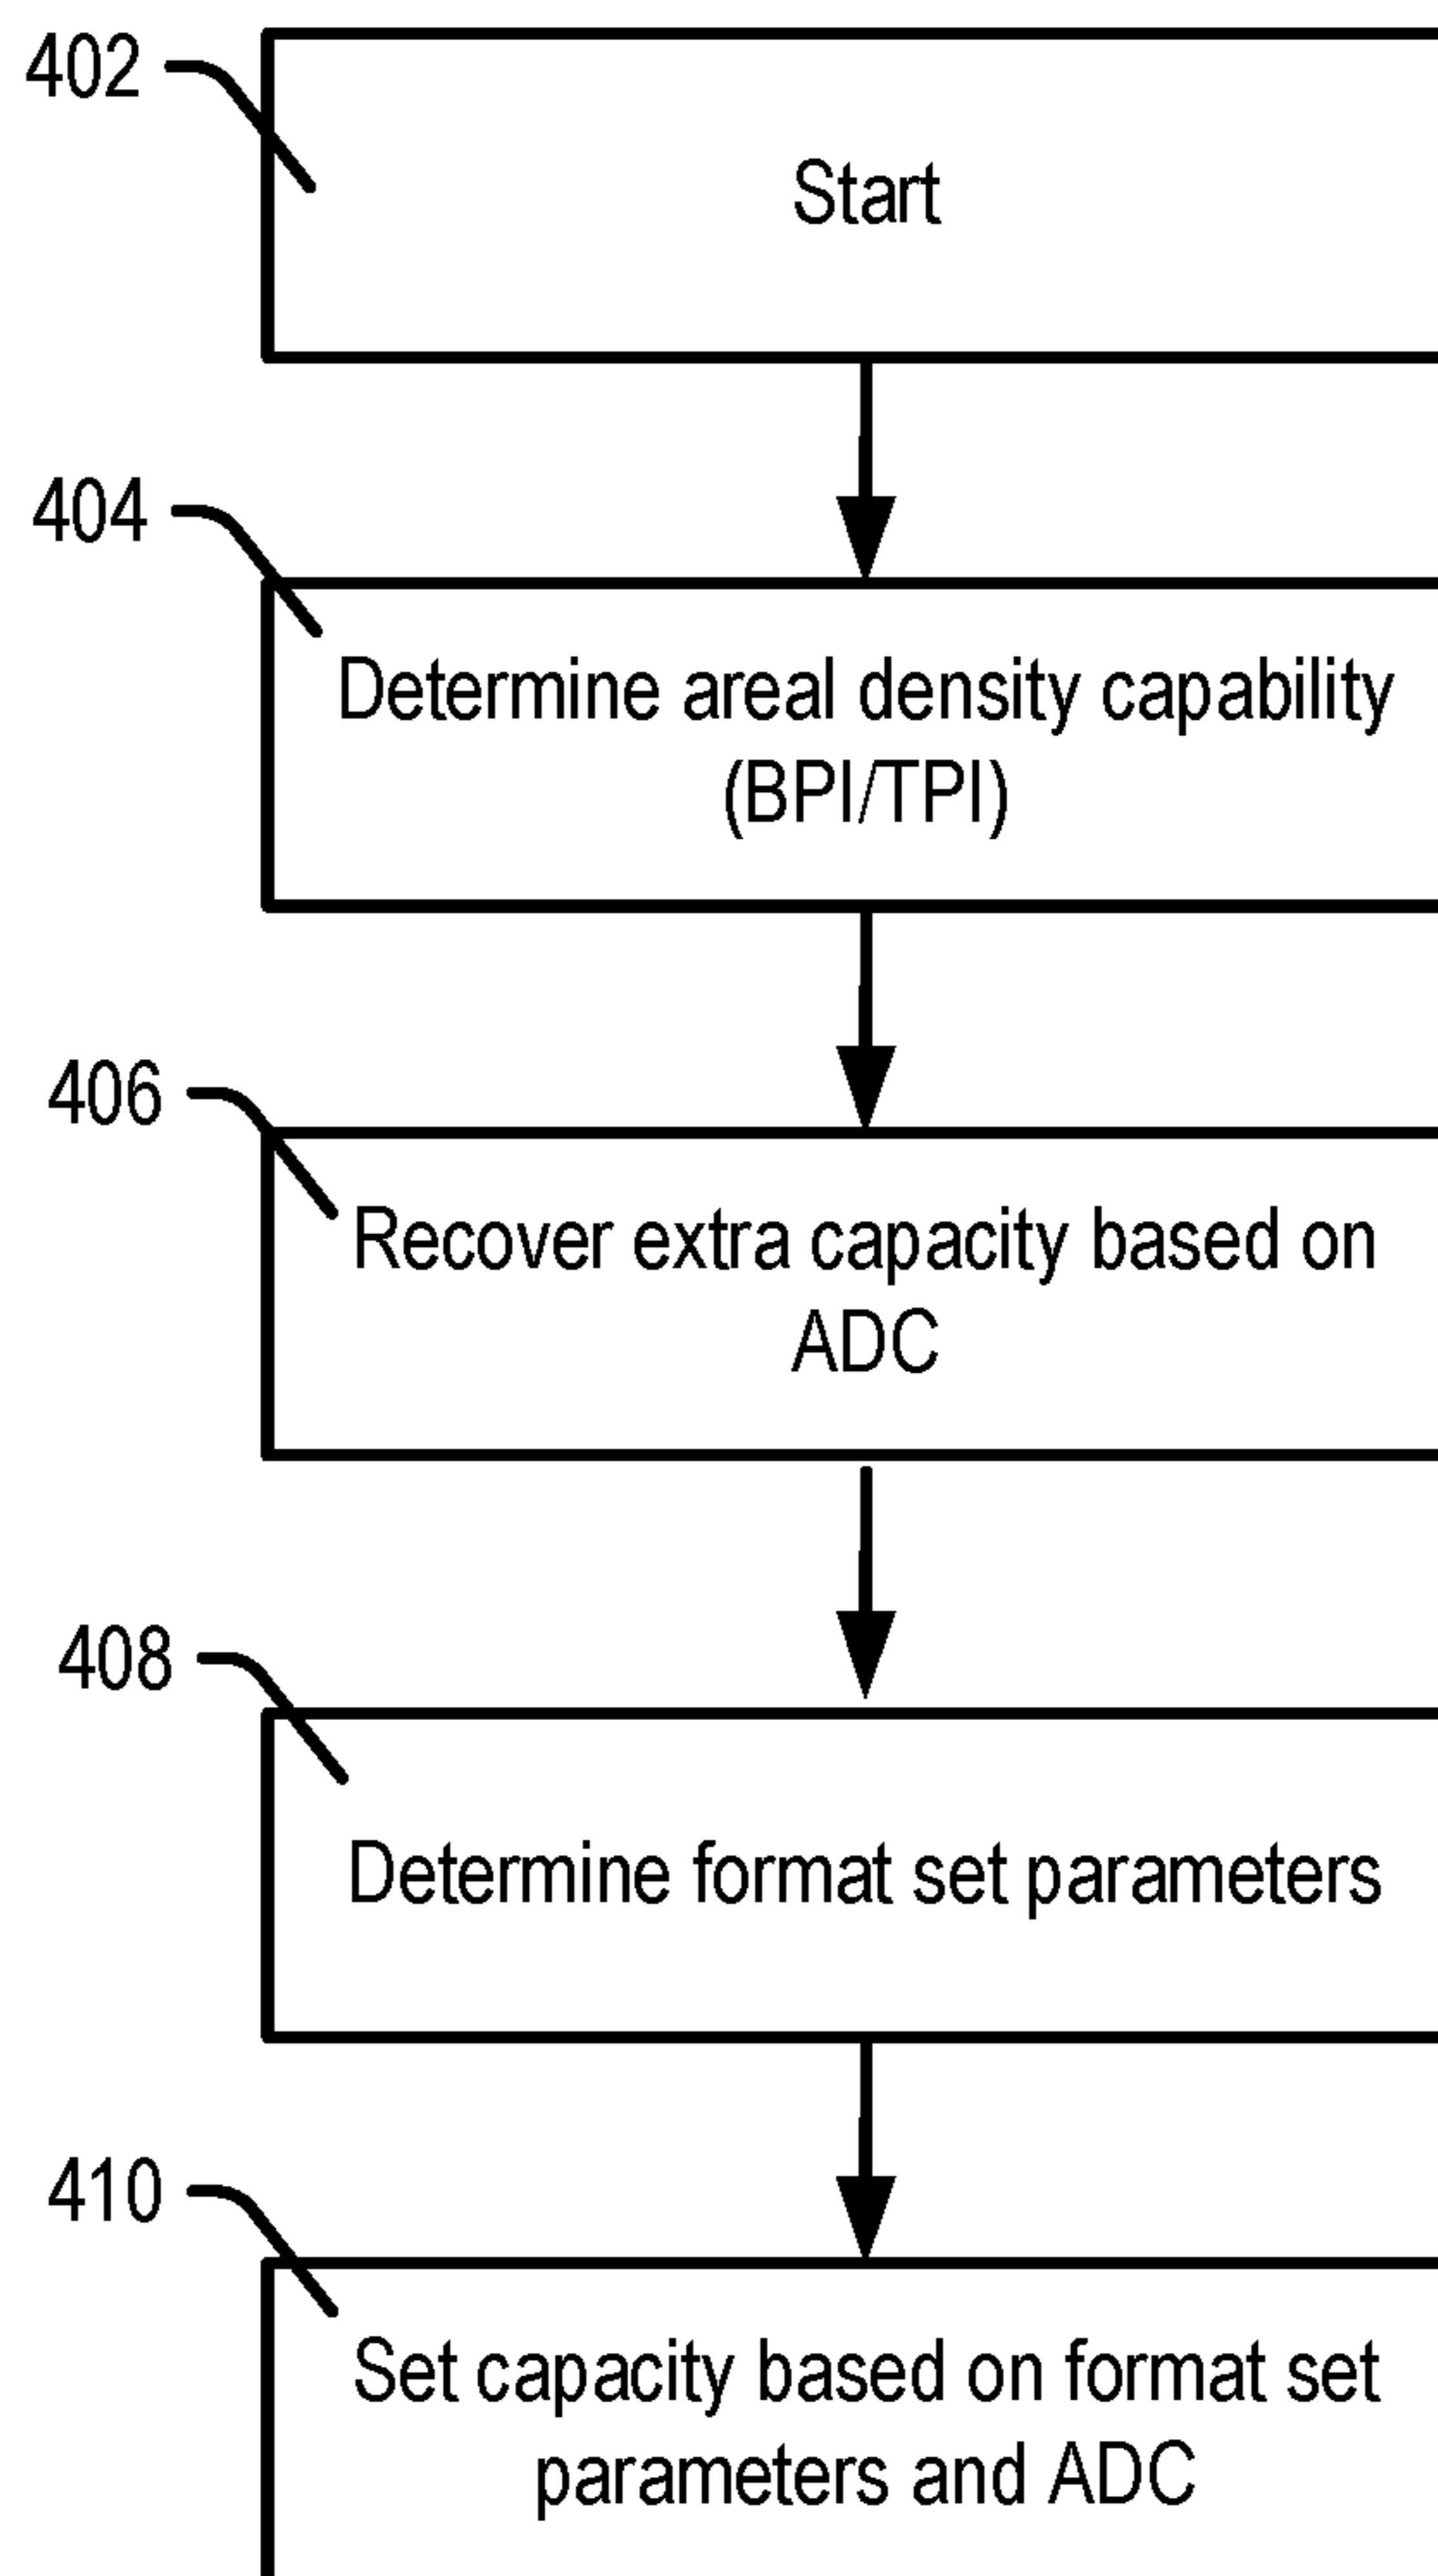 402
Start
404
Determine areal density capability
(BPI/TPI)
406
Recover extra capacity based on
ADC
408
Determine format set parameters
410
Set capacity based on format set
parameters and ADC